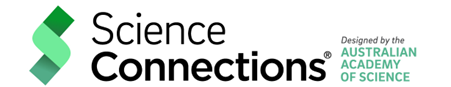 Science
Connections®
Designed by the
AUSTRALIAN
ACADEMY
OF SCIENCE